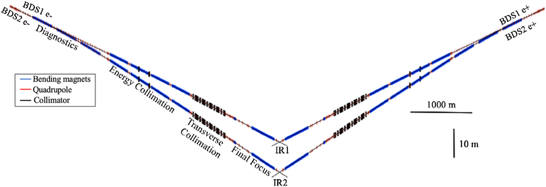 BDS1 e-
BDS2 e-
Diagnostics
Energy Collimation
Transverse
Collimation
Final Focus
IR1
IR2
BDS1 e+
BDS2 e+
Bending magnets
Quadrupole
Collimator
1000 m
10 m